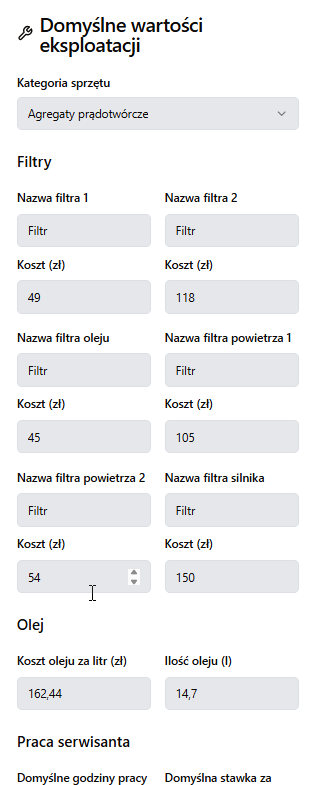 Domyślne wartości
eksploatacji
Kategoria sprzętu
Agregaty prądotwórcze
Filtry
Nazwa filtra 1
Nazwa filtra 2
Filtr
Filtr
Koszt (zł)
Koszt (zł)
49
118
Nazwa filtra oleju
Nazwa filtra powietrza 1
Filtr
Filtr
Koszt (zł)
Koszt (zł)
45
105
Nazwa filtra powietrza 2
Nazwa filtra silnika
Filtr
Filtr
Koszt (zł)
Koszt (zł)
54
150
Olej
Koszt oleju za litr (zł)
Ilość oleju (l)
162,44
14,7
Praca serwisanta
Domyślne godziny pracy
Domyślna stawka za